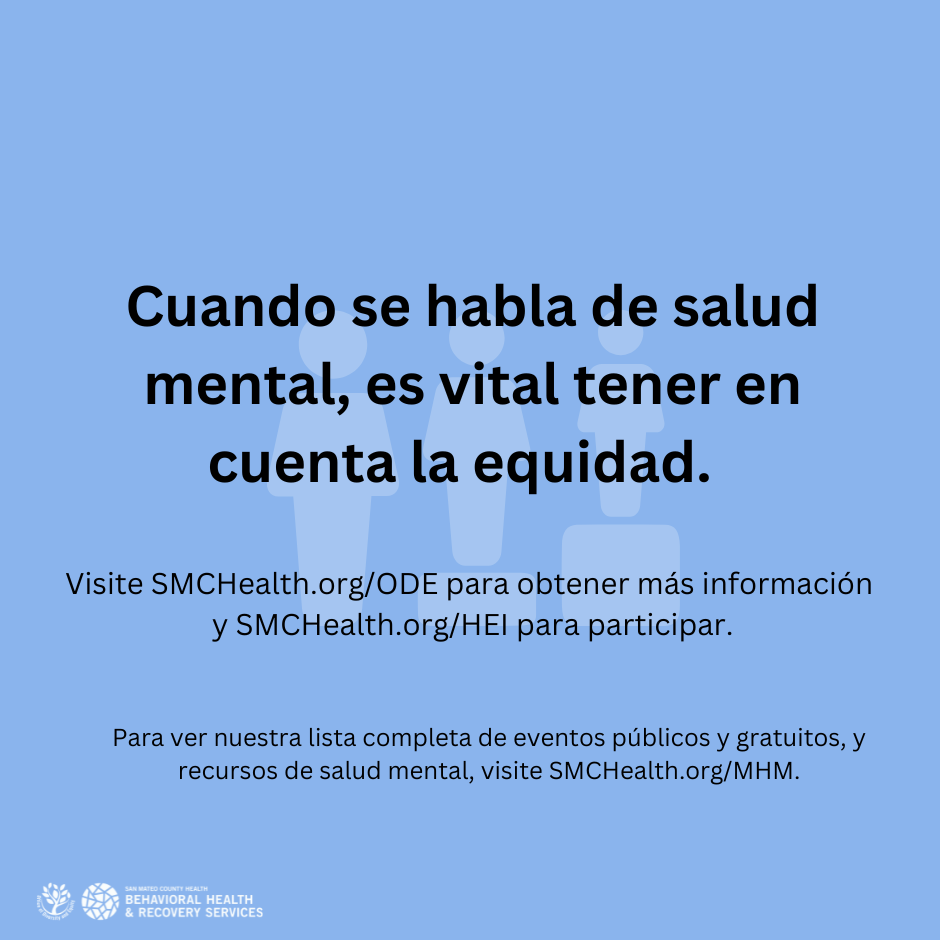 Cuando se habla de salud
mental, es vital tener en
cuenta la equidad.
Visite SMCHealth.org/ODE para obtener más información
y SMCHealth.org/HEI para participar.
Para ver nuestra lista completa de eventos públicos y gratuitos, y
recursos de salud mental, visite SMCHealth.org/MHM.
SAN MATEO COUNTY HEALTH
BEHAVIORAL HEALTH
& RECOVERY SERVICES